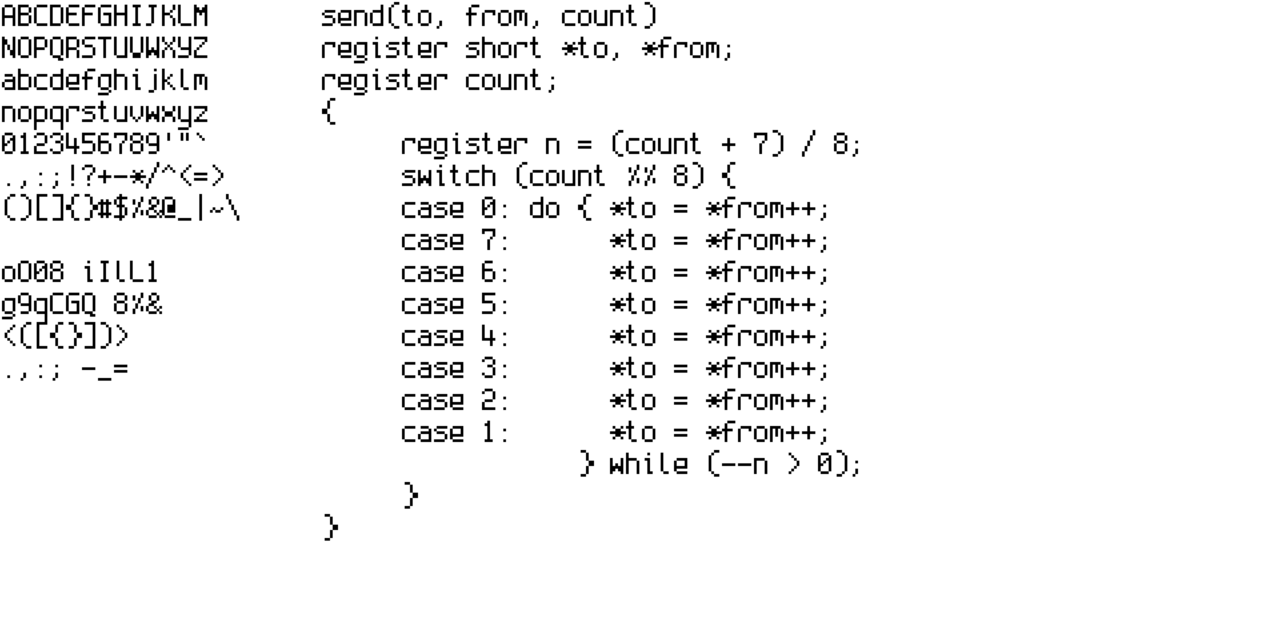 ABCDEFGHIJKLM
NOPQRSTUVWXYZ
abcdefghijklm
nopqrstuvwxyz
0123456789'"`
.,:;!?+-*/^<=>
()[]{}#$%&@_|~\
oO08 iIlL1
g9qCGQ 8%&
<([{}])>
.,:; -_=
send(to, from, count)
register short *to, *from;
register count;
{
     register n = (count + 7) / 8;
     switch (count %% 8) {
     case 0: do { *to = *from++;
     case 7:      *to = *from++;
     case 6:      *to = *from++;
     case 5:      *to = *from++;
     case 4:      *to = *from++;
     case 3:      *to = *from++;
     case 2:      *to = *from++;
     case 1:      *to = *from++;
                } while (--n > 0);
     }
}